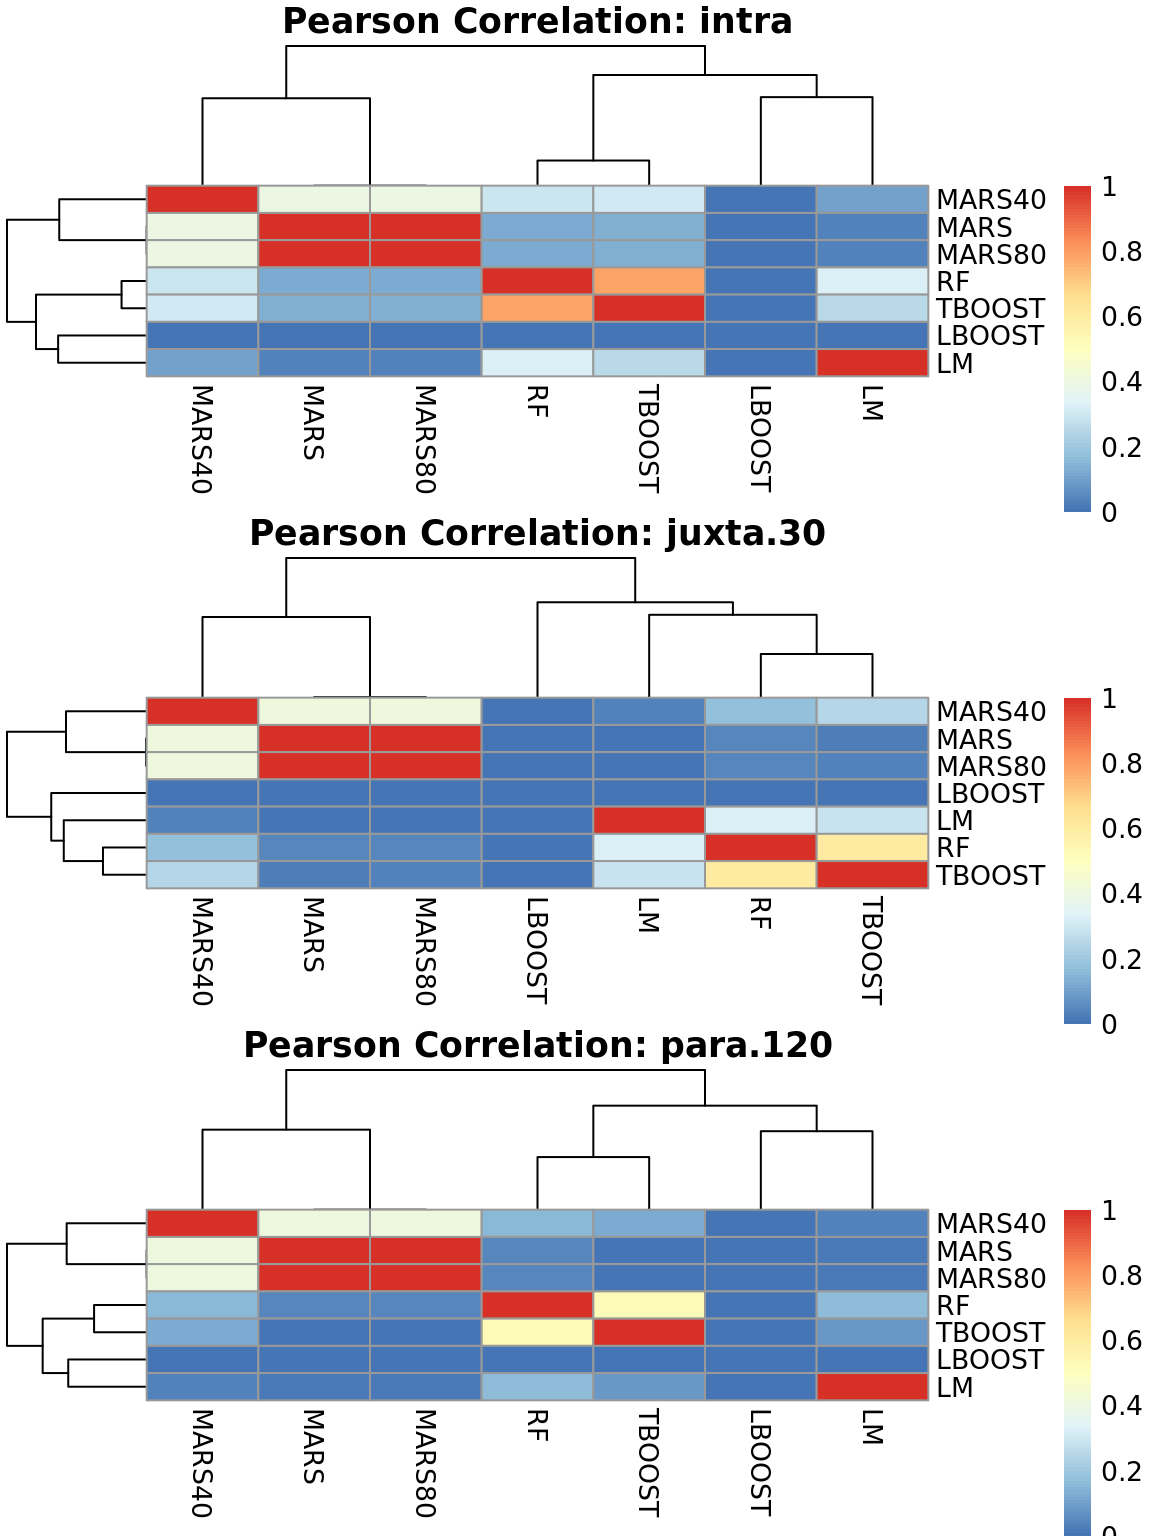 Pearson Correlation: intra
MARS40
MARS
MARS80
RF
TBOOST
LBOOST
LM
MARS40
MARS
MARS80
RF
TBOOST
LBOOST
LM
1
0.8
0.6
0.4
0.2
0
Pearson Correlation: juxta.30
MARS40
MARS
MARS80
LBOOST
LM
RF
TBOOST
MARS40
MARS
MARS80
LBOOST
LM
RF
TBOOST
1
0.8
0.6
0.4
0.2
0
Pearson Correlation: para.120
MARS40
MARS
MARS80
RF
TBOOST
LBOOST
LM
MARS40
MARS
MARS80
RF
TBOOST
LBOOST
LM
1
0.8
0.6
0.4
0.2
0